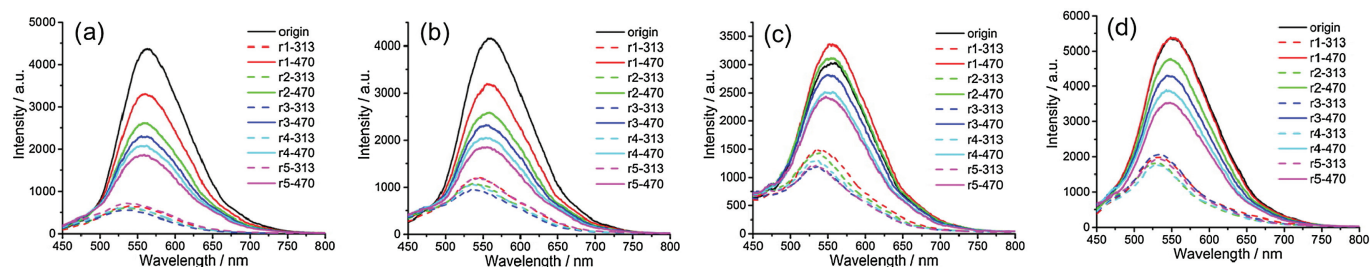 (a)
Intensity / a.u.
5000
4000
3000
2000
1000
0
450 500 550 600 650 700 750 800
Wavelength / nm
origin
r1-313
r1-470
r2-313
r2-470
r3-313
r3-470
r4-313
r4-470
r5-313
r5-470
(b)
Intensity / a.u.
4000
3000
2000
1000
0
450 500 550 600 650 700 750 800
Wavelength / nm
origin
r1-313
r1-470
r2-313
r2-470
r3-313
r3-470
r4-313
r4-470
r5-313
r5-470
(c)
Intensity / a.u.
3500
3000
2500
2000
1500
1000
500
0
450 500 550 600 650 700 750 800
Wavelength / nm
origin
r1-313
r1-470
r2-313
r2-470
r3-313
r3-470
r4-313
r4-470
r5-313
r5-470
(d)
Intensity / a.u.
6000
5000
4000
3000
2000
1000
0
450 500 550 600 650 700 750 800
Wavelength / nm
origin
r1-313
r1-470
r2-313
r2-470
r3-313
r3-470
r4-313
r4-470
r5-313
r5-470